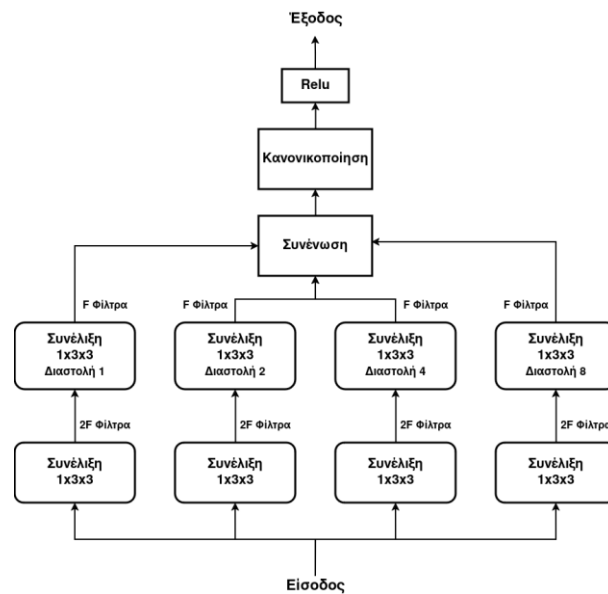 Έξοδος
Relu
Κανονικοποίηση
Συνένωση
F Φίλτρα
F Φίλτρα
F Φίλτρα
F Φίλτρα
Συνέλιξη
1x3x3
Διαστολή 1
Συνέλιξη
1x3x3
Διαστολή 2
Συνέλιξη
1x3x3
Διαστολή 4
Συνέλιξη
1x3x3
Διαστολή 8
2F Φίλτρα
2F Φίλτρα
2F Φίλτρα
2F Φίλτρα
Συνέλιξη
1x3x3
Συνέλιξη
1x3x3
Συνέλιξη
1x3x3
Συνέλιξη
1x3x3
Είσοδος